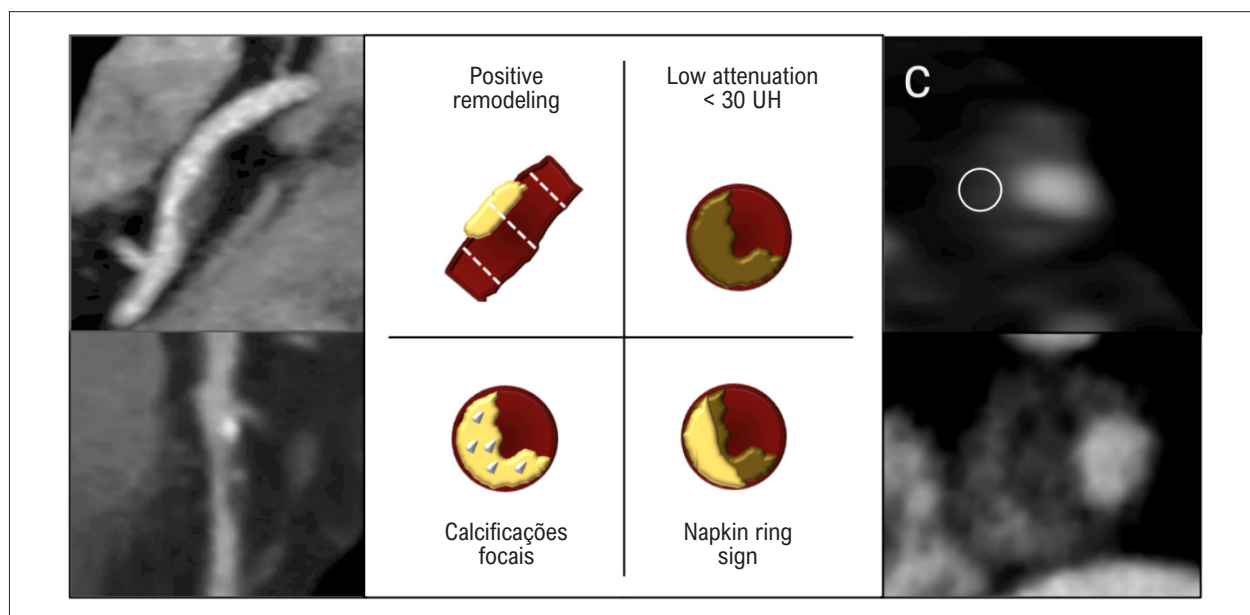 Positive
remodeling
Low attenuation
< 30 UH
C
Calcificações
focais
Napkin ring
sign